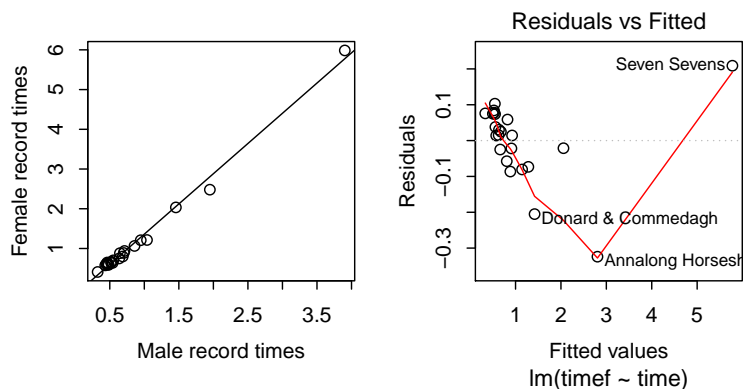 Residuals vs Fitted
6
5
4
3
2
1
Female record times
0.5
1.5
2.5
3.5
Male record times
0.1
−0.1
−0.3
Residuals
Seven Sevens
Donard & Commedagh
Annalong Horsesh
1
2
3
4
5
Fitted values
lm(timef ~ time)